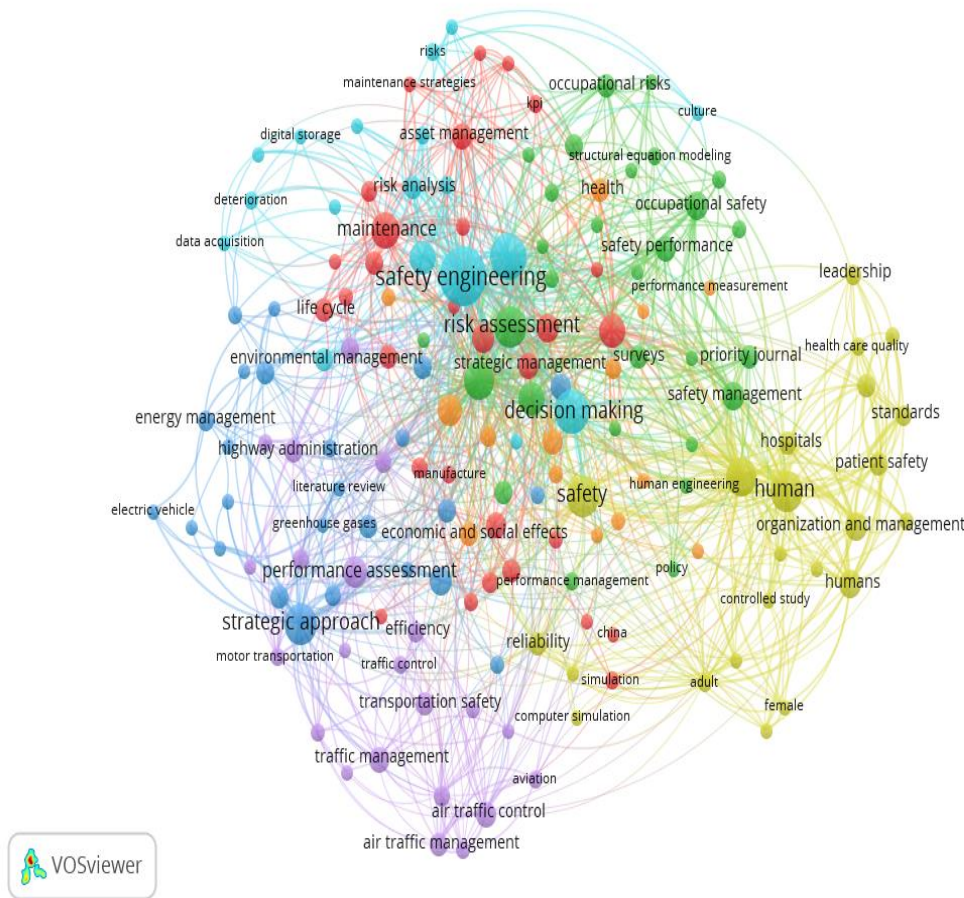 risks
maintenance strategies
occupational risks
kpi
culture
digital storage
asset management
structural equation modeling
risk analysis
health
deterioration
occupational safety
maintenance
data acquisition
safety performance
leadership
safety engineering
performance measurement
life cycle
risk assessment
health care quality
environmental management
strategic management
surveys
priority journal
safety management
energy management
decision making
standards
highway administration
hospitals
patient safety
manufacture
literature review
human engineering
human
safety
electric vehicle
greenhouse gases
economic and social effects
organization and management
performance assessment
policy
performance management
humans
controlled study
strategic approach
efficiency
china
reliability
motor transportation
traffic control
simulation
adult
transportation safety
female
computer simulation
traffic management
aviation
air traffic control
air traffic management
VOSviewer